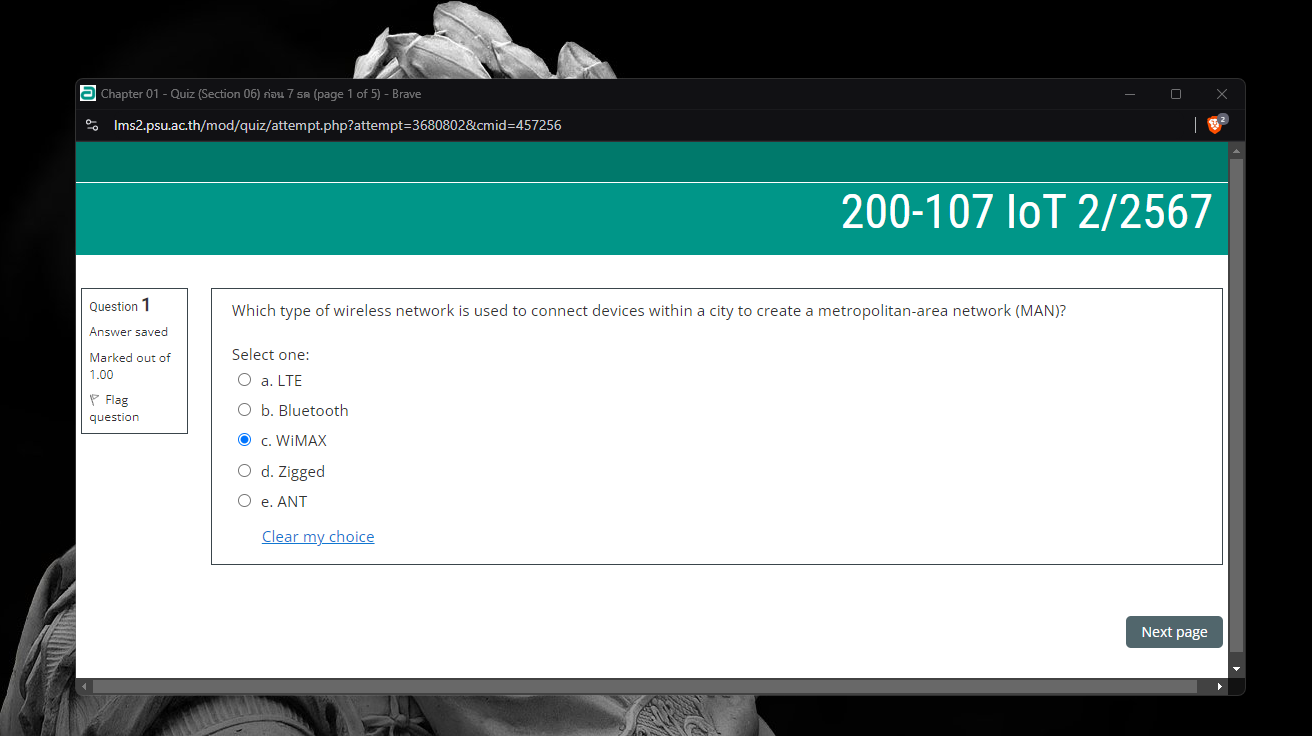 Chapter 01 - Quiz (Section 06) ก่อน 7 ธค (page 1 of 5) - Brave
lms2.psu.ac.th/mod/quiz/attempt.php?attempt=3680802&cmid=457256
2
200-107 IoT 2/2567
Question 1
Answer saved
Marked out of
1.00
Flag
question
Which type of wireless network is used to connect devices within a city to create a metropolitan-area network (MAN)?
Select one:
a. LTE
b. Bluetooth
c. WiMAX
d. Zigged
e. ANT
Clear my choice
Next page